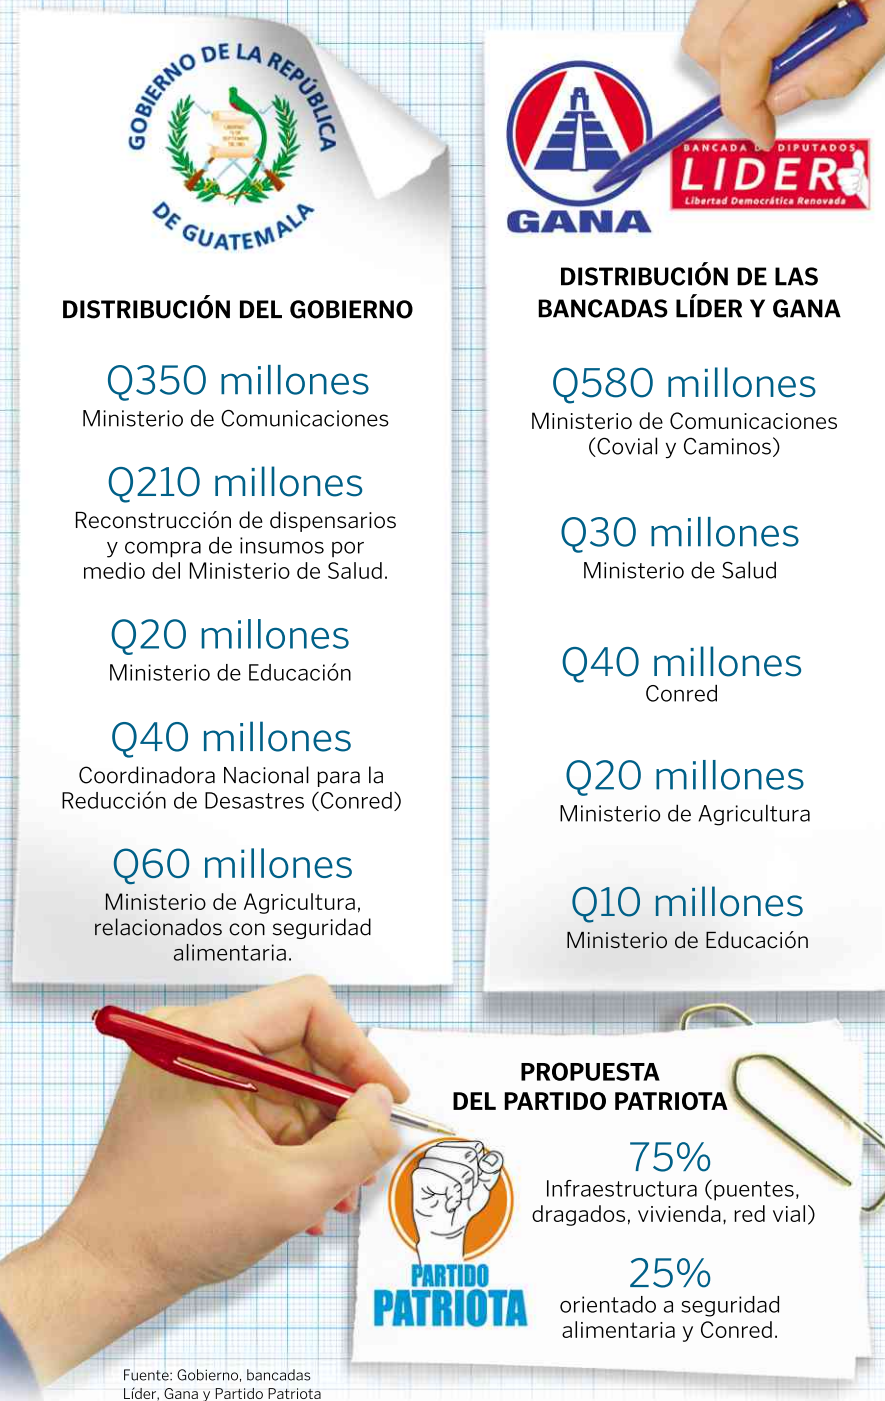 GOBIERNO DE LA REPÚBLICA
DE GUATEMALA
DISTRIBUCIÓN DEL GOBIERNO
Q350 millones
Ministerio de Comunicaciones
Q210 millones
Reconstrucción de dispensarios
y compra de insumos por
medio del Ministerio de Salud.
Q20 millones
Ministerio de Educación
Q40 millones
Coordinadora Nacional para la
Reducción de Desastres (Conred)
Q60 millones
Ministerio de Agricultura,
relacionados con seguridad
alimentaria.
GANA
BANCADA DE DIPUTADOS
LIDER
Libertad Democrática Renovada
DISTRIBUCIÓN DE LAS
BANCADAS LÍDER Y GANA
Q580 millones
Ministerio de Comunicaciones
(Covial y Caminos)
Q30 millones
Ministerio de Salud
Q40 millones
Conred
Q20 millones
Ministerio de Agricultura
Q10 millones
Ministerio de Educación
PROPUESTA
DEL PARTIDO PATRIOTA
75%
Infraestructura (puentes,
dragados, vivienda, red vial)
25%
orientado a seguridad
alimentaria y Conred.
PARTIDO
PATRIOTA
Fuente: Gobierno, bancadas
Líder, Gana y Partido Patriota